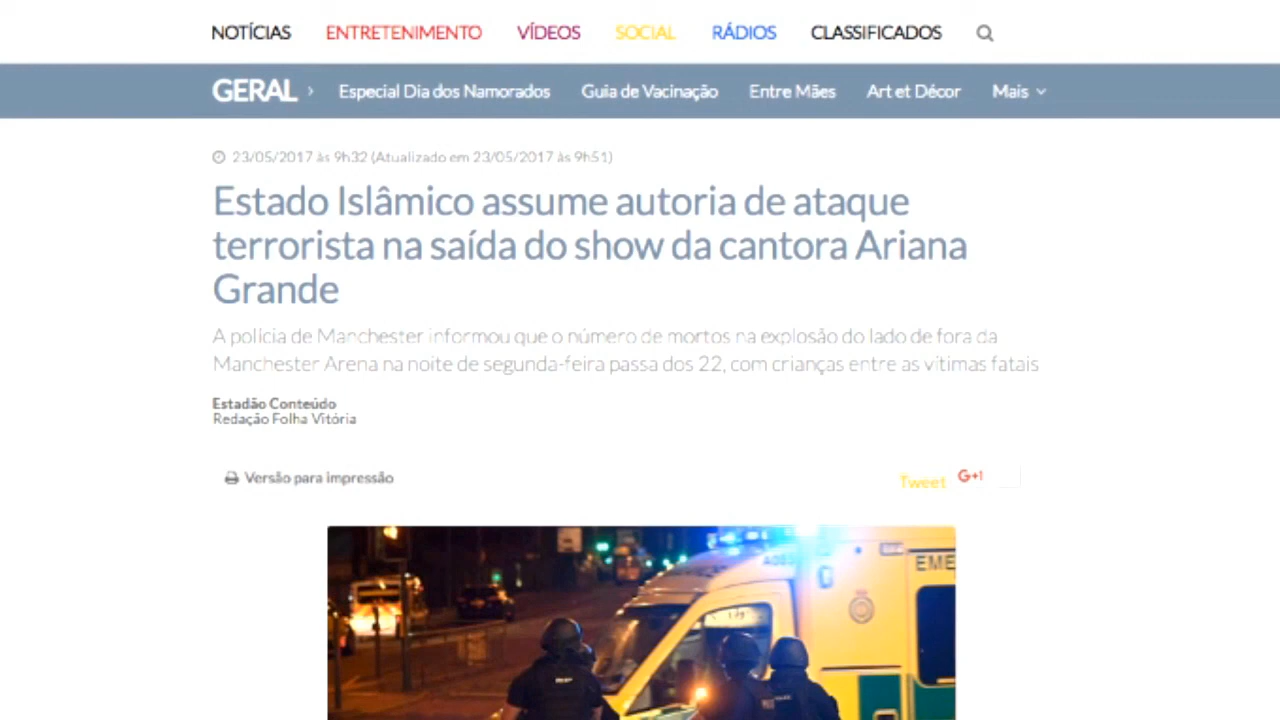 NOTÍCIAS ENTRETENIMENTO VÍDEOS SOCIAL RÁDIOS CLASSIFICADOS
GERAL › Especial Dia dos Namorados Guia de Vacinação Entre Mães Art et Décor Mais
23/05/2017 às 9h32 (Atualizado em 23/05/2017 às 9h51)
Estado Islâmico assume autoria de ataque
terrorista na saída do show da cantora Ariana
Grande
A polícia de Manchester informou que o número de mortos na explosão do lado de fora da
Manchester Arena na noite de segunda-feira passa dos 22, com crianças entre as vítimas fatais
Estadão Conteúdo
Redação Folha Vitória
Versão para impressão
Tweet G+1
EME